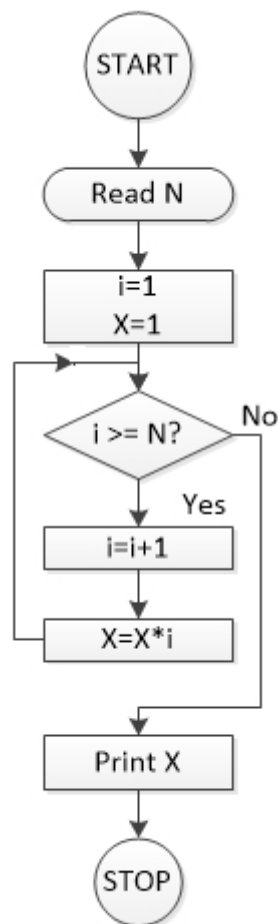 START
Read N
i=1
X=1
i >= N?
No
Yes
i=i+1
X=X*i
Print X
STOP